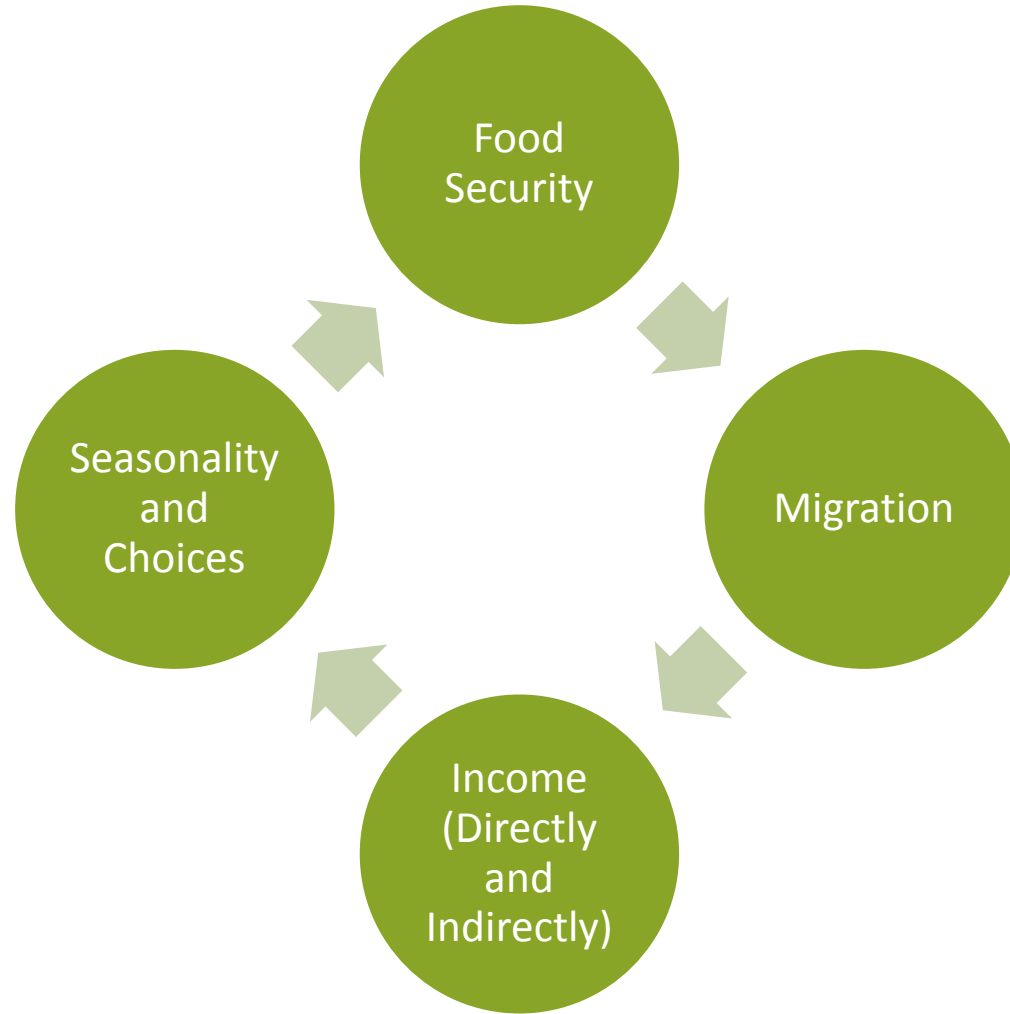 Food
Security
Migration
Income
(Directly
and
Indirectly)
Seasonality
and
Choices